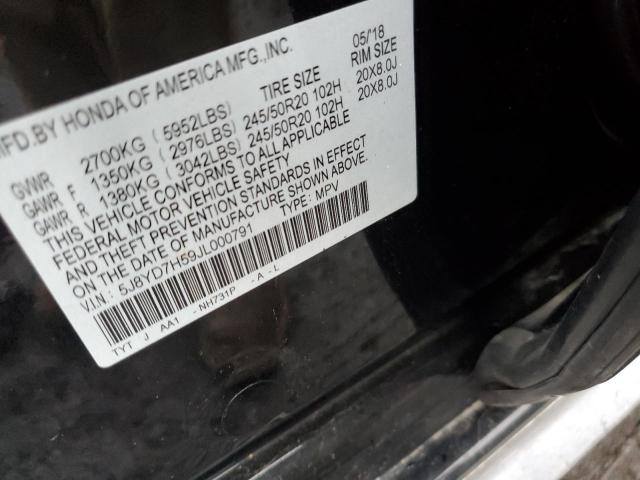 MFD.BY HONDA OF AMERICA MFG.,INC. 05/18
TIRE SIZE RIM SIZE
GVWR 2700KG ( 5952LBS)
GAWR F 1350KG ( 2976LBS) 245/50R20 102H 20X8.0J
GAWR R 1380KG ( 3042LBS) 245/50R20 102H 20X8.0J
THIS VEHICLE CONFORMS TO ALL APPLICABLE
FEDERAL MOTOR VEHICLE SAFETY
AND THEFT PREVENTION STANDARDS IN EFFECT
ON THE DATE OF MANUFACTURE SHOWN ABOVE.
V.I.N.: 5J8YD7H59JL000791 TYPE: MPV
TYT J AA1 -NH731P -A-L